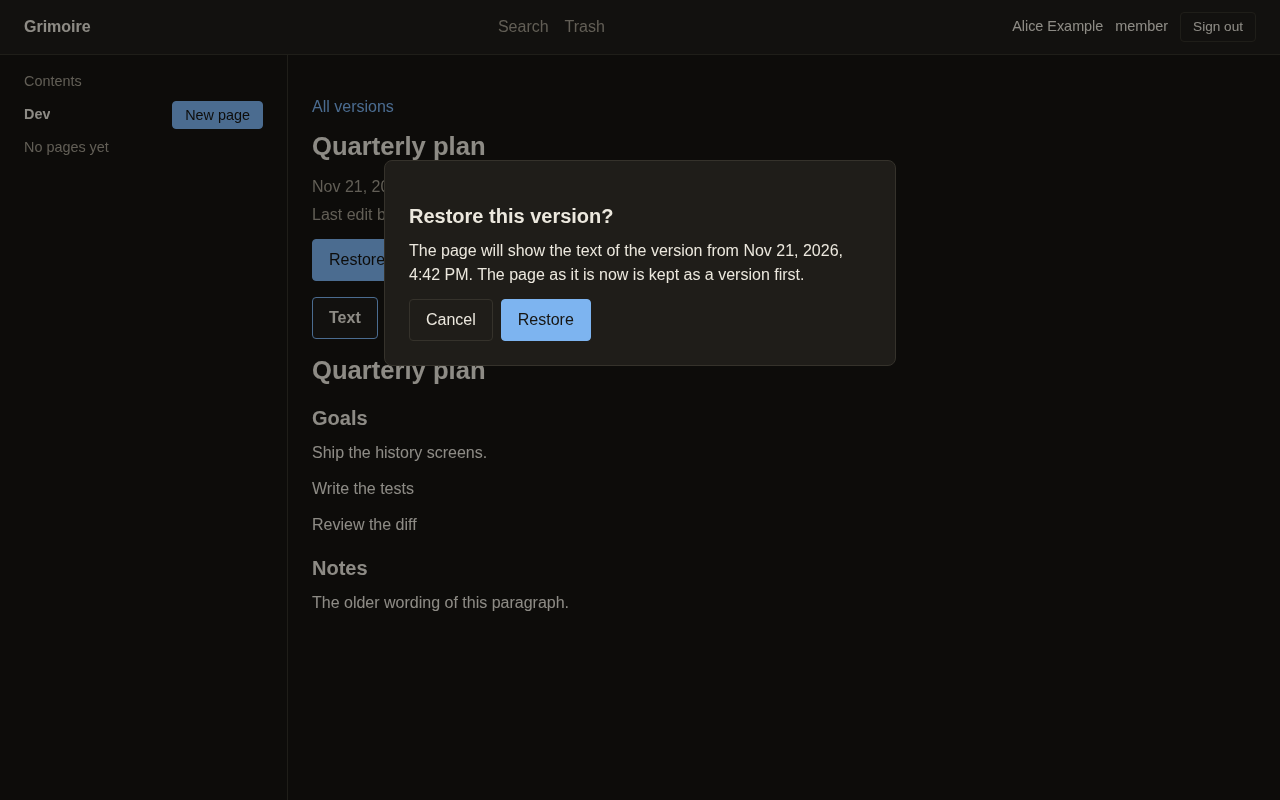 Grimoire
Search
Trash
Alice Example
member
Sign out
Contents
Dev
New page
No pages yet
All versions
Quarterly plan
Nov 21, 20
Last edit b
Restore
Text
Restore this version?
The page will show the text of the version from Nov 21, 2026,
4:42 PM. The page as it is now is kept as a version first.
Cancel
Restore
Quarterly plan
Goals
Ship the history screens.
Write the tests
Review the diff
Notes
The older wording of this paragraph.